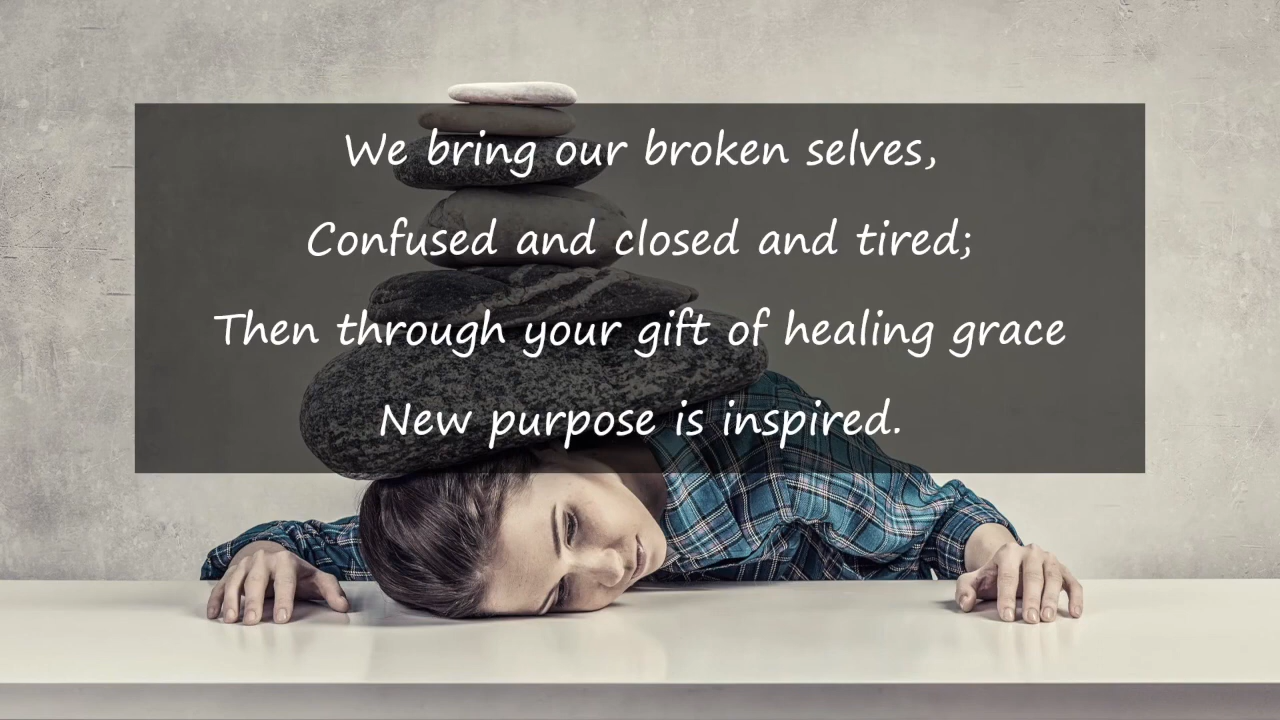 We bring our broken selves,
Confused and closed and tired;
Then through your gift of healing grace
New purpose is inspired.